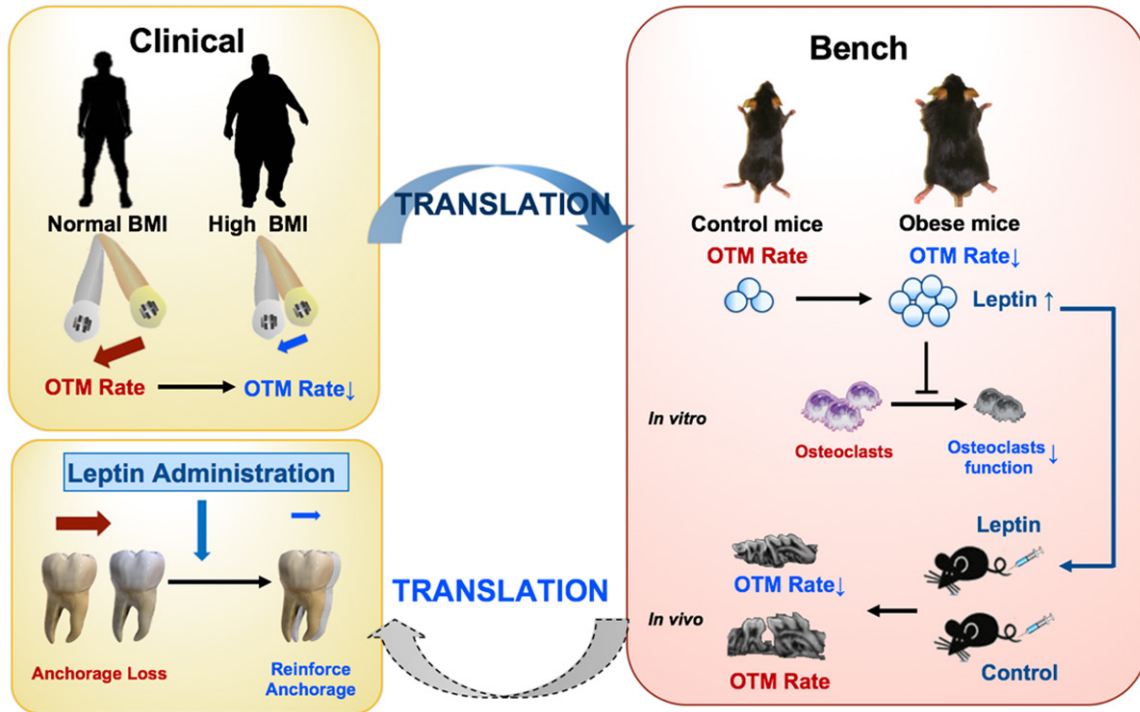 Clinical
Normal BMI
High BMI
OTM Rate
OTM Rate↓
TRANSLATION
Bench
Control mice
Obese mice
OTM Rate
OTM Rate↓
Leptin ↑
In vitro
Osteoclasts
Osteoclasts ↓
function
Leptin
OTM Rate↓
In vivo
Control
OTM Rate
TRANSLATION
Leptin Administration
Anchorage Loss
Reinforce
Anchorage